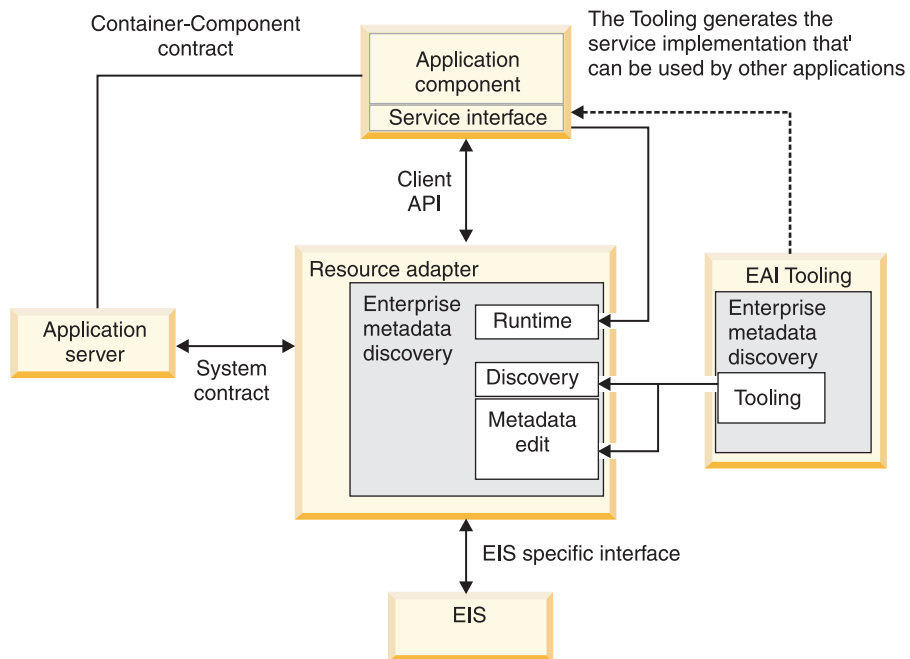 Container-Component
contract
The Tooling generates the
service implementation that'
can be used by other applications
Application
component
Service interface
Client
API
Resource adapter
Enterprise
metadata
discovery
Runtime
Discovery
Metadata
edit
EAI Tooling
Enterprise
metadata
discovery
Tooling
Application
server
System
contract
EIS specific interface
EIS